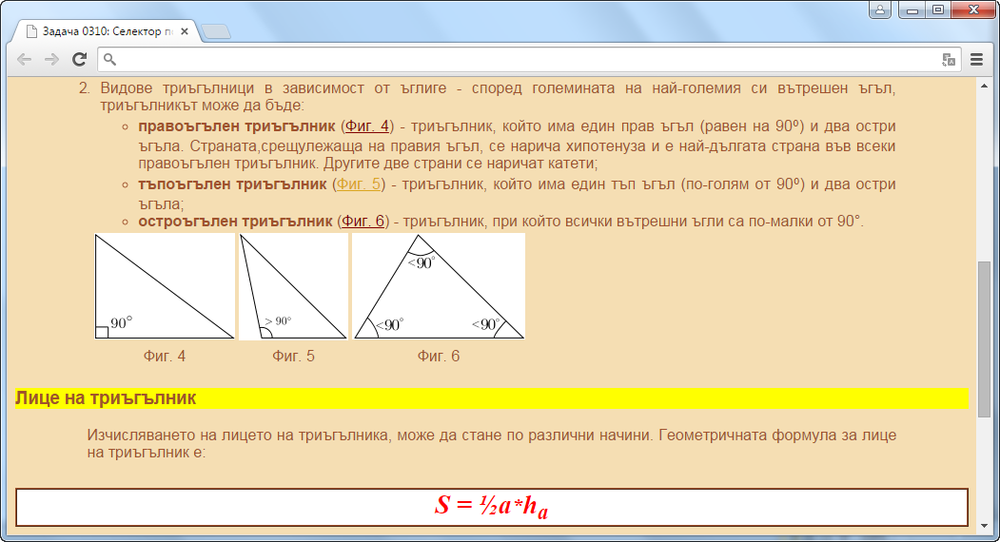 Задача 0310: Селектор п
2. Видове триъгълници в зависимост от ъглиге - според големината на най-големия си вътрешен ъгъл,
триъгълникът може да бъде:
правоъгълен триъгълник (Фиг. 4) - триъгълник, който има един прав ъгъл (равен на 90º) и два остри
ъгъла. Страната,срещулежаща на правия ъгъл, се нарича хипотенуза и е най-дългата страна във всеки
правоъгълен триъгълник. Другите две страни се наричат катети;
тъпоъгълен триъгълник (Фиг. 5) - триъгълник, който има един тъп ъгъл (по-голям от 90º) и два остри
ъгъла;
остроъгълен триъгълник (Фиг. 6) - триъгълник, при който всички вътрешни ъгли са по-малки от 90°.
<90°
90° > 90° <90° <90°
Фиг. 4 Фиг. 5 Фиг. 6
Лице на триъгълник
Изчисляването на лицето на триъгълника, може да стане по различни начини. Геометричната формула за лице
на триъгълник е:
S = ½a*hₐ